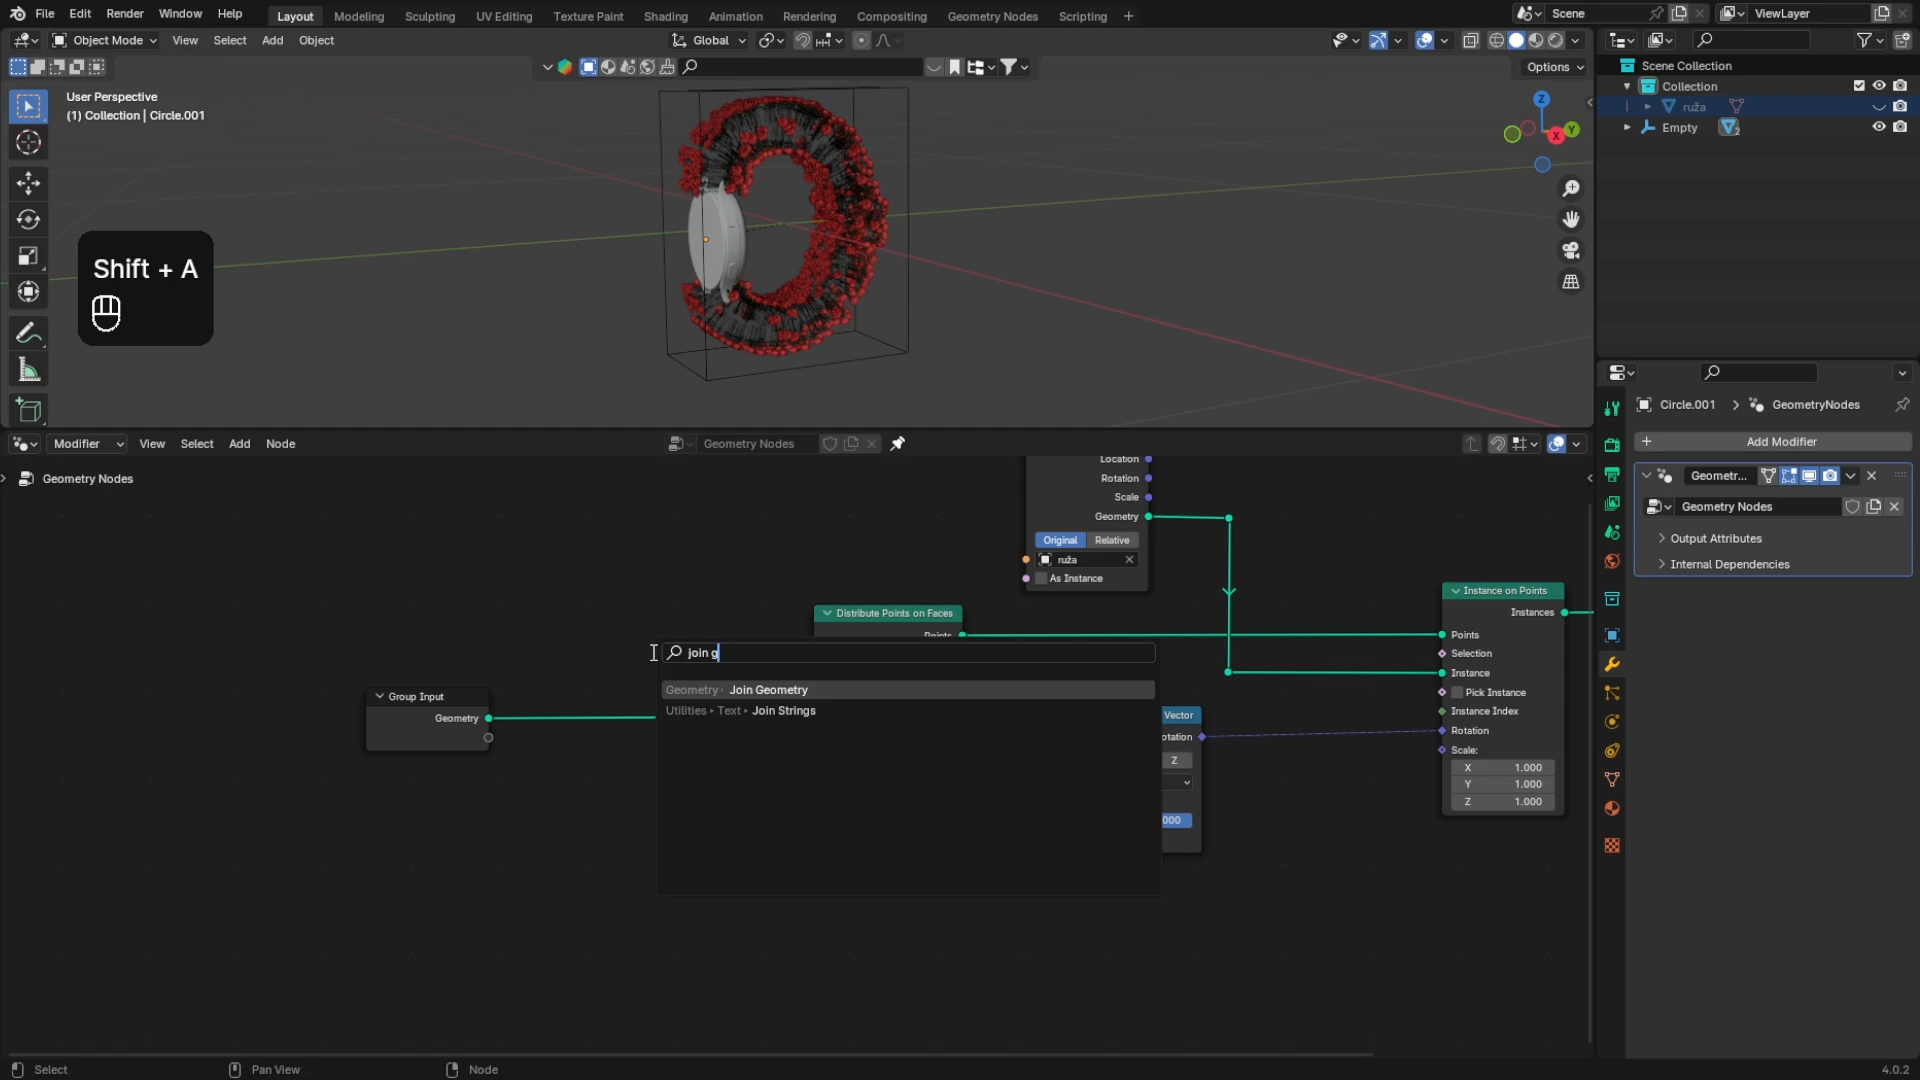 File Edit Render Window Help Layout Modeling Sculpting UV Editing Texture Paint Shading Animation Rendering Compositing Geometry Nodes Scripting + Scene ViewLayer
Object Mode View Select Add Object Global
Options
User Perspective
(1) Collection | Circle.001
Shift + A
Z
Y
X
Scene Collection
Collection
ruža
Empty 2
Circle.001 > GeometryNodes
+ Add Modifier
Geometr...
Geometry Nodes
Output Attributes
Internal Dependencies
Modifier View Select Add Node Geometry Nodes
Geometry Nodes
Location
Rotation
Scale
Geometry
Original Relative
ruža
As Instance
Distribute Points on Faces
Points
join g
Geometry Join Geometry
Utilities Text Join Strings
Group Input
Geometry
Vector
otation
Z
000
Instance on Points
Instances
Points
Selection
Instance
Pick Instance
Instance Index
Rotation
Scale:
X 1.000
Y 1.000
Z 1.000
Select Pan View Node 4.0.2